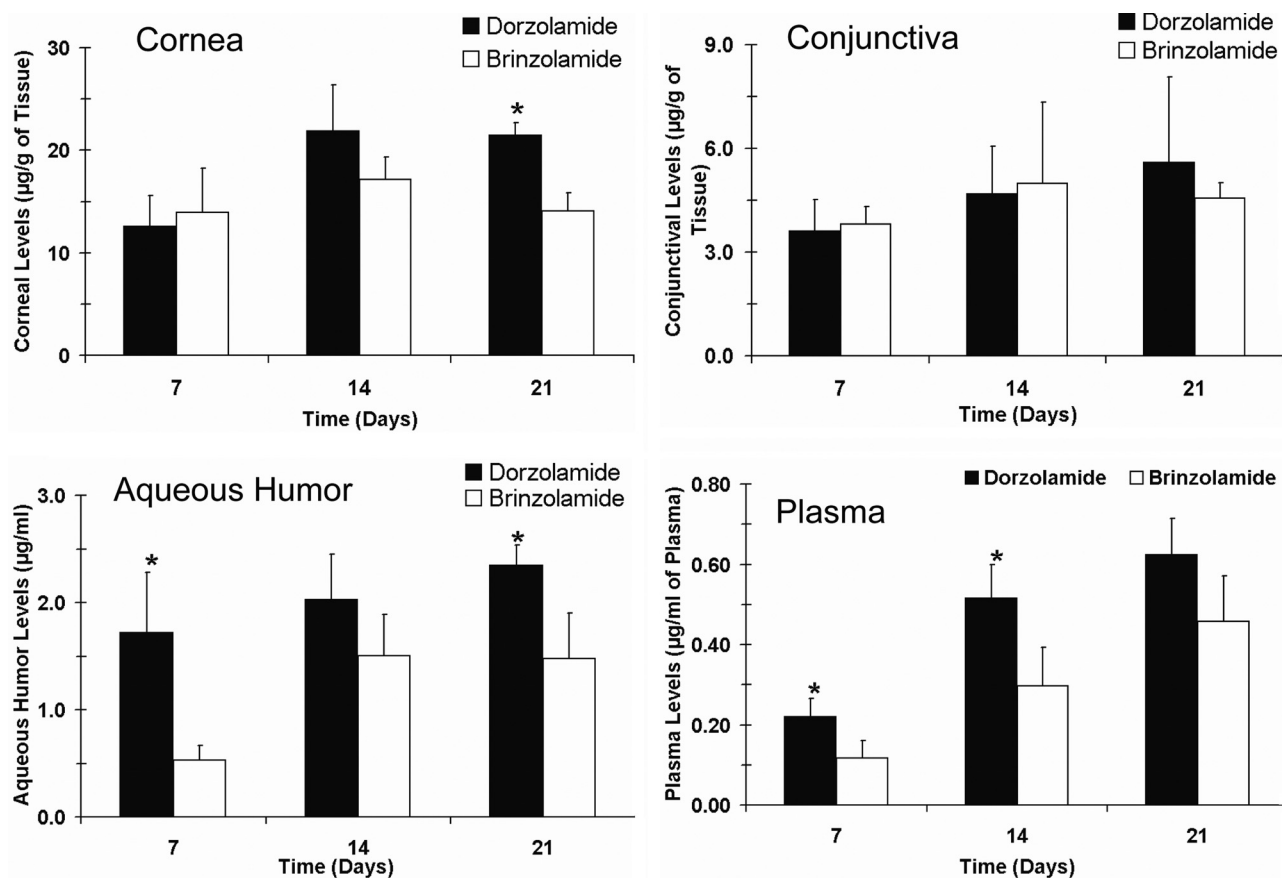 Cornea
Dorzolamide
Brinzolamide
Corneal Levels (µg/g of Tissue)
30
20
10
0
7
14
21
*
Time (Days)
Conjunctiva
Dorzolamide
Brinzolamide
Conjunctival Levels (µg/g of
Tissue)
9.0
6.0
3.0
0.0
7
14
21
Time (Days)
Aqueous Humor
Dorzolamide
Brinzolamide
Aqueous Humor Levels (µg/ml)
3.0
2.0
1.0
0.0
*
*
7
14
21
Time (Days)
Plasma
Dorzolamide
Brinzolamide
Plasma Levels (µg/ml of Plasma)
0.80
0.60
0.40
0.20
0.00
*
*
7
14
21
Time (Days)